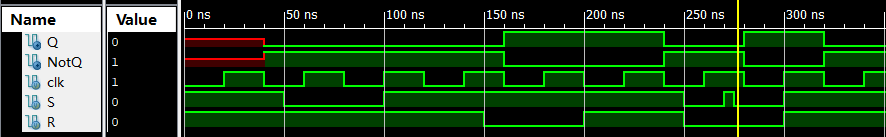 Name Value 0 ns 50 ns 100 ns 150 ns 200 ns 250 ns 300 ns
Q 0
NotQ 1
clk 1
S 0
R 0